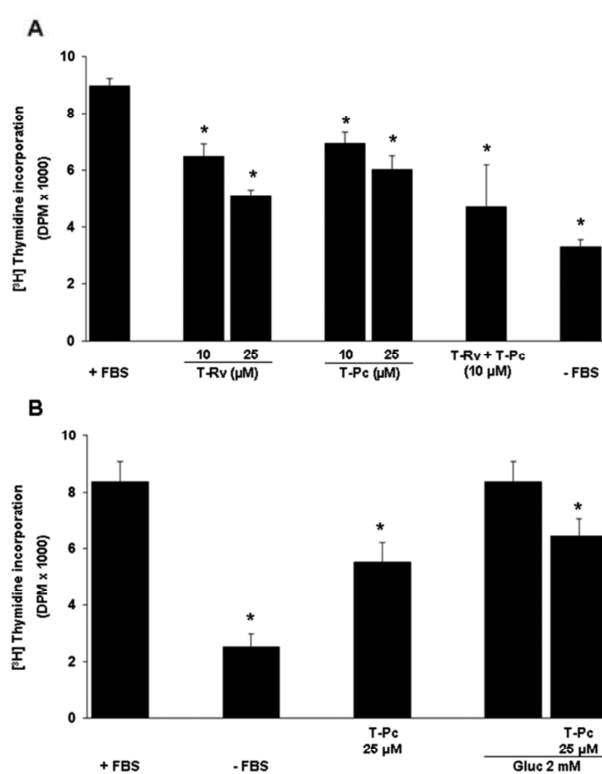 A
[³H] Thymidine incorporation
(DPM x 1000)
10
8
6
4
2
0
* * * * * *
10 25 10 25 T-Rv + T-Pc
+ FBS T-Rv (µM) T-Pc (µM) (10 µM) - FBS
B
[³H] Thymidine incorporation
(DPM x 1000)
10
8
6
4
2
0
* * *
T-Pc T-Pc
25 µM 25 µM
+ FBS - FBS Gluc 2 mM